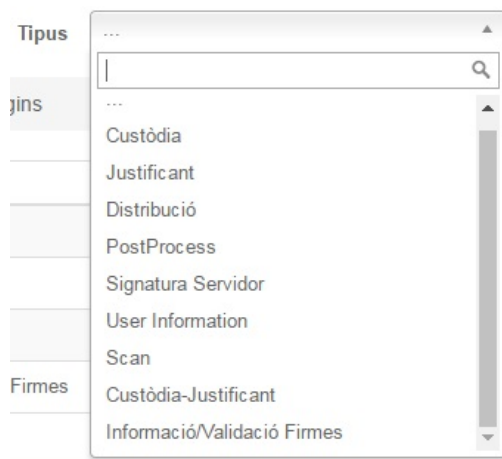 Tipus
...
gins
...
Custòdia
Justificant
Distribució
PostProcess
Signatura Servidor
User Information
Scan
Firmes
Custòdia-Justificant
Informació/Validació Firmes